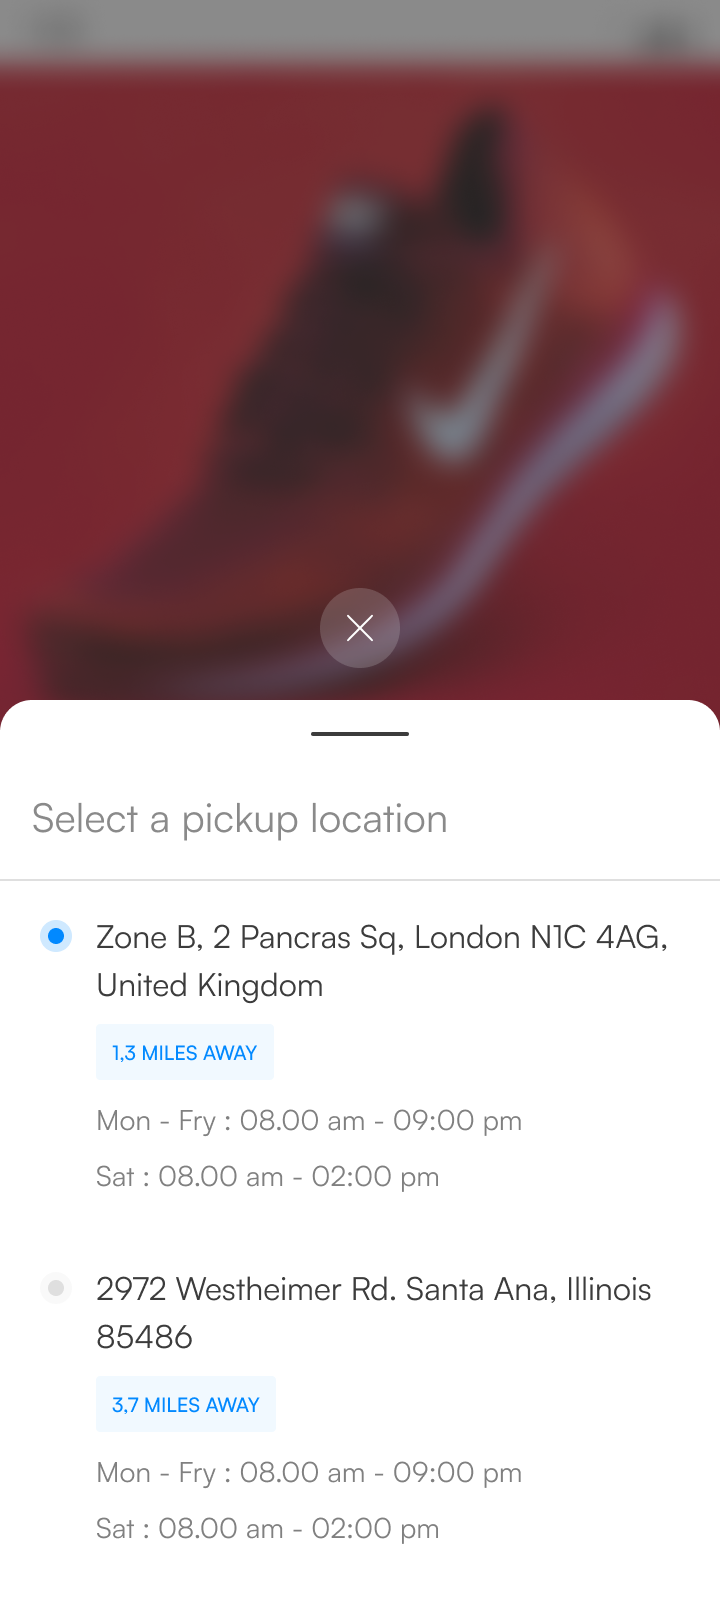 Select a pickup location
Zone B, 2 Pancras Sq, London N1C 4AG,
United Kingdom
1,3 MILES AWAY
Mon - Fry : 08.00 am - 09:00 pm
Sat : 08.00 am - 02:00 pm
2972 Westheimer Rd. Santa Ana, Illinois
85486
3,7 MILES AWAY
Mon - Fry : 08.00 am - 09:00 pm
Sat : 08.00 am - 02:00 pm